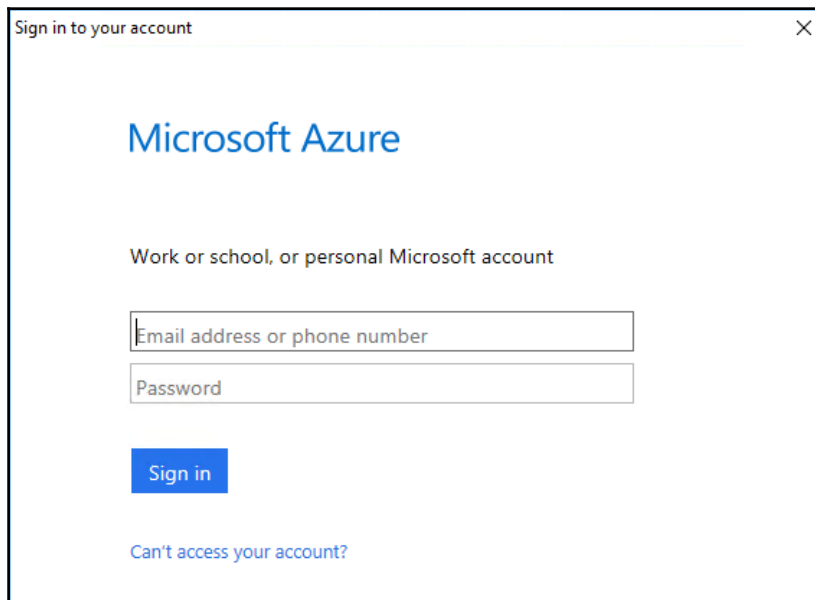 Sign in to your account
Microsoft Azure
Work or school, or personal Microsoft account
Email address or phone number
Password
Sign in
Can't access your account?